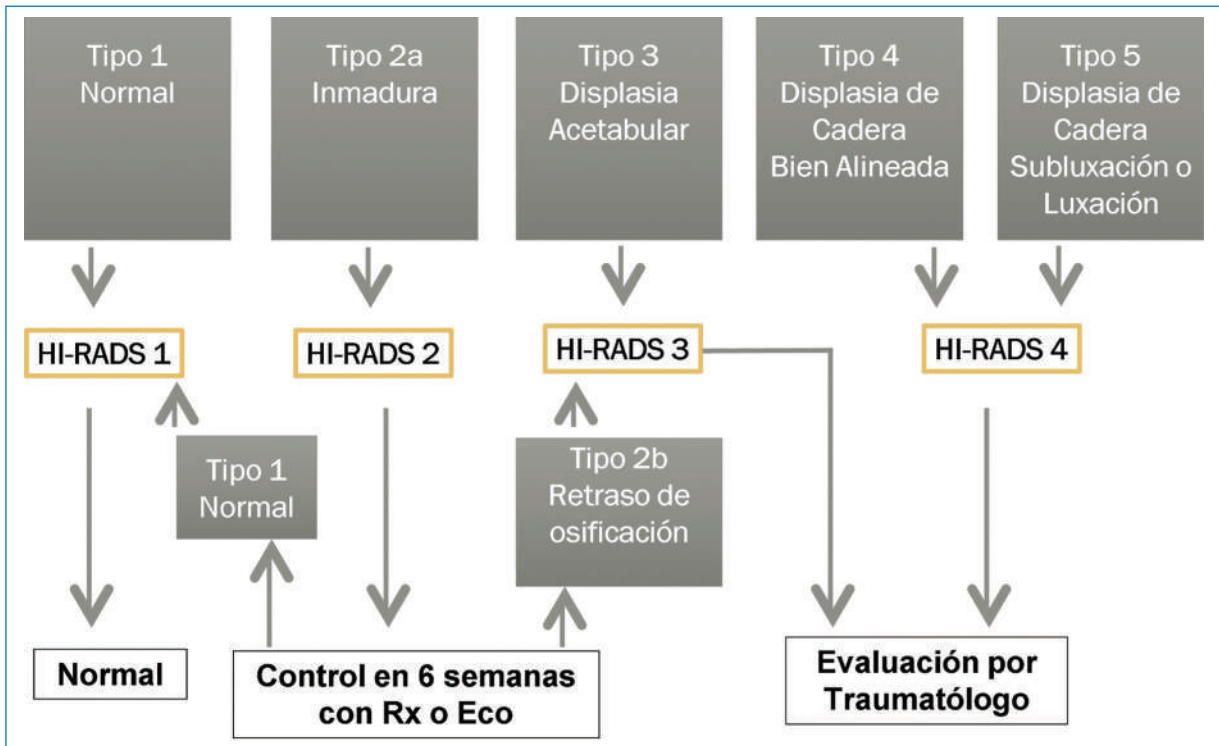 Tipo 1
Normal
Tipo 2a
Inmadura
Tipo 3
Displasia
Acetabular
Tipo 4
Displasia de
Cadera
Bien Alineada
Tipo 5
Displasia de
Cadera
Subluxación o
Luxación
HI-RADS 1
HI-RADS 2
HI-RADS 3
HI-RADS 4
Tipo 1
Normal
Tipo 2b
Retraso de
osificación
Normal
Control en 6 semanas
con Rx o Eco
Evaluación por
Traumatólogo